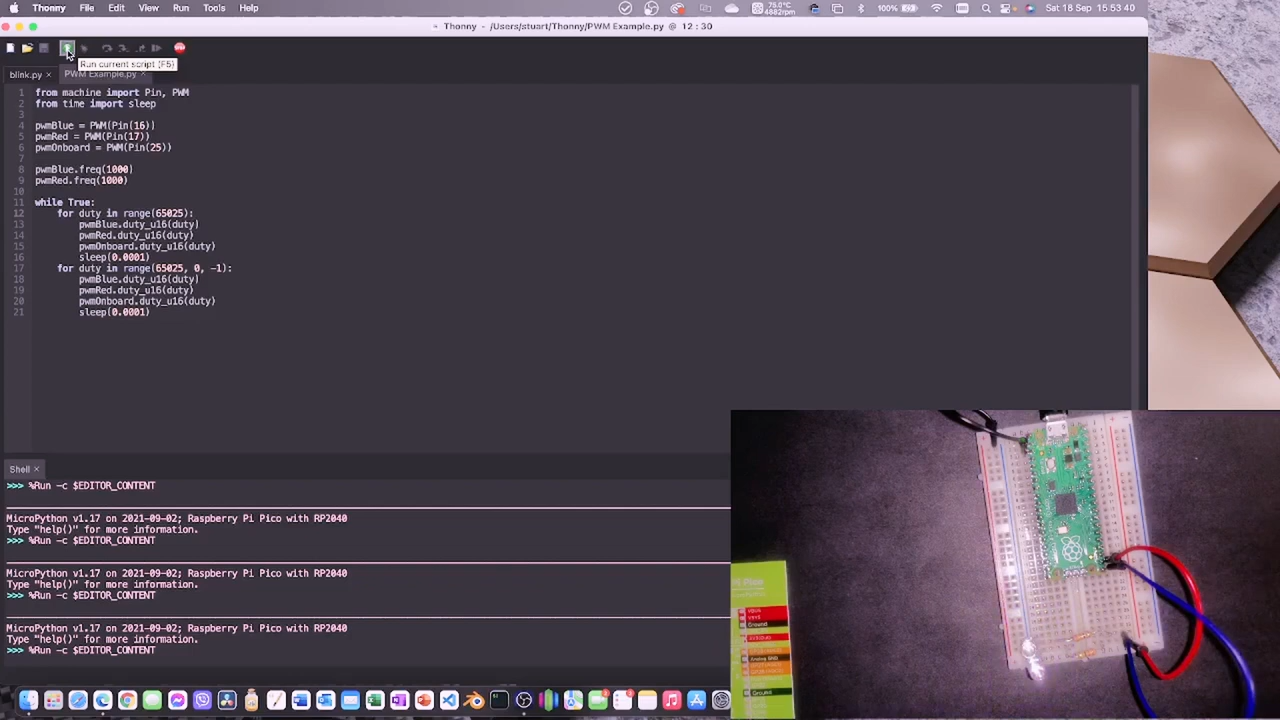 Thonny File Edit View Run Tools Help 75.0°C 4882rpm 100% Sat 18 Sep 15:53:40
Thonny - /Users/stuart/Thonny/PWM Example.py @ 12:30
Run current script (F5)
blink.py × PWM Example.py ×
1 from machine import Pin, PWM
2 from time import sleep
3
4 pwmBlue = PWM(Pin(16))
5 pwmRed = PWM(Pin(17))
6 pwmOnboard = PWM(Pin(25))
7
8 pwmBlue.freq(1000)
9 pwmRed.freq(1000)
10
11 while True:
12 for duty in range(65025):
13 pwmBlue.duty_u16(duty)
14 pwmRed.duty_u16(duty)
15 pwmOnboard.duty_u16(duty)
16 sleep(0.0001)
17 for duty in range(65025, 0, -1):
18 pwmBlue.duty_u16(duty)
19 pwmRed.duty_u16(duty)
20 pwmOnboard.duty_u16(duty)
21 sleep(0.0001)
Shell ×
>>> %Run -c $EDITOR_CONTENT
MicroPython v1.17 on 2021-09-02; Raspberry Pi Pico with RP2040
Type "help()" for more information.
>>> %Run -c $EDITOR_CONTENT
MicroPython v1.17 on 2021-09-02; Raspberry Pi Pico with RP2040
Type "help()" for more information.
>>> %Run -c $EDITOR_CONTENT
MicroPython v1.17 on 2021-09-02; Raspberry Pi Pico with RP2040
Type "help()" for more information.
>>> %Run -c $EDITOR_CONTENT
Pico
Ground
Ground